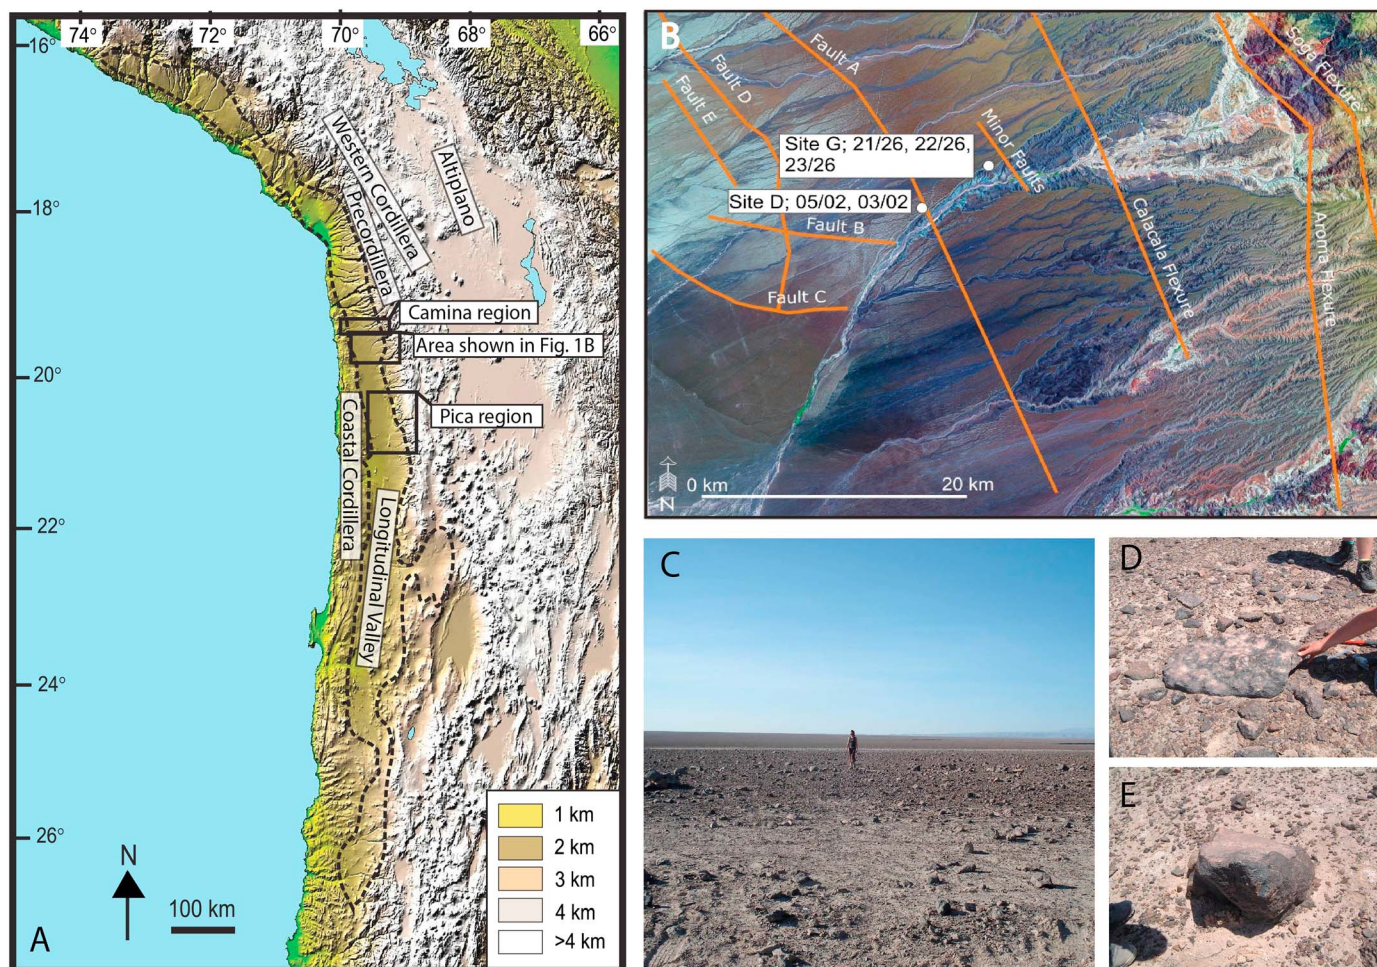 74°
72°
70°
68°
66°
16°
18°
20°
22°
24°
26°
Western Cordillera
Altiplano
Precordillera
Camina region
Area shown in Fig. 1B
Pica region
Coastal Cordillera
Longitudinal Valley
N
100 km
A
1 km
2 km
3 km
4 km
>4 km
B
Fault A
Fault D
Fault E
Soga Flexure
Minor Faults
Site G; 21/26, 22/26,
23/26
Site D; 05/02, 03/02
Fault B
Fault C
Calacala Flexure
Aroma Flexure
N
0 km
20 km
C
D
E